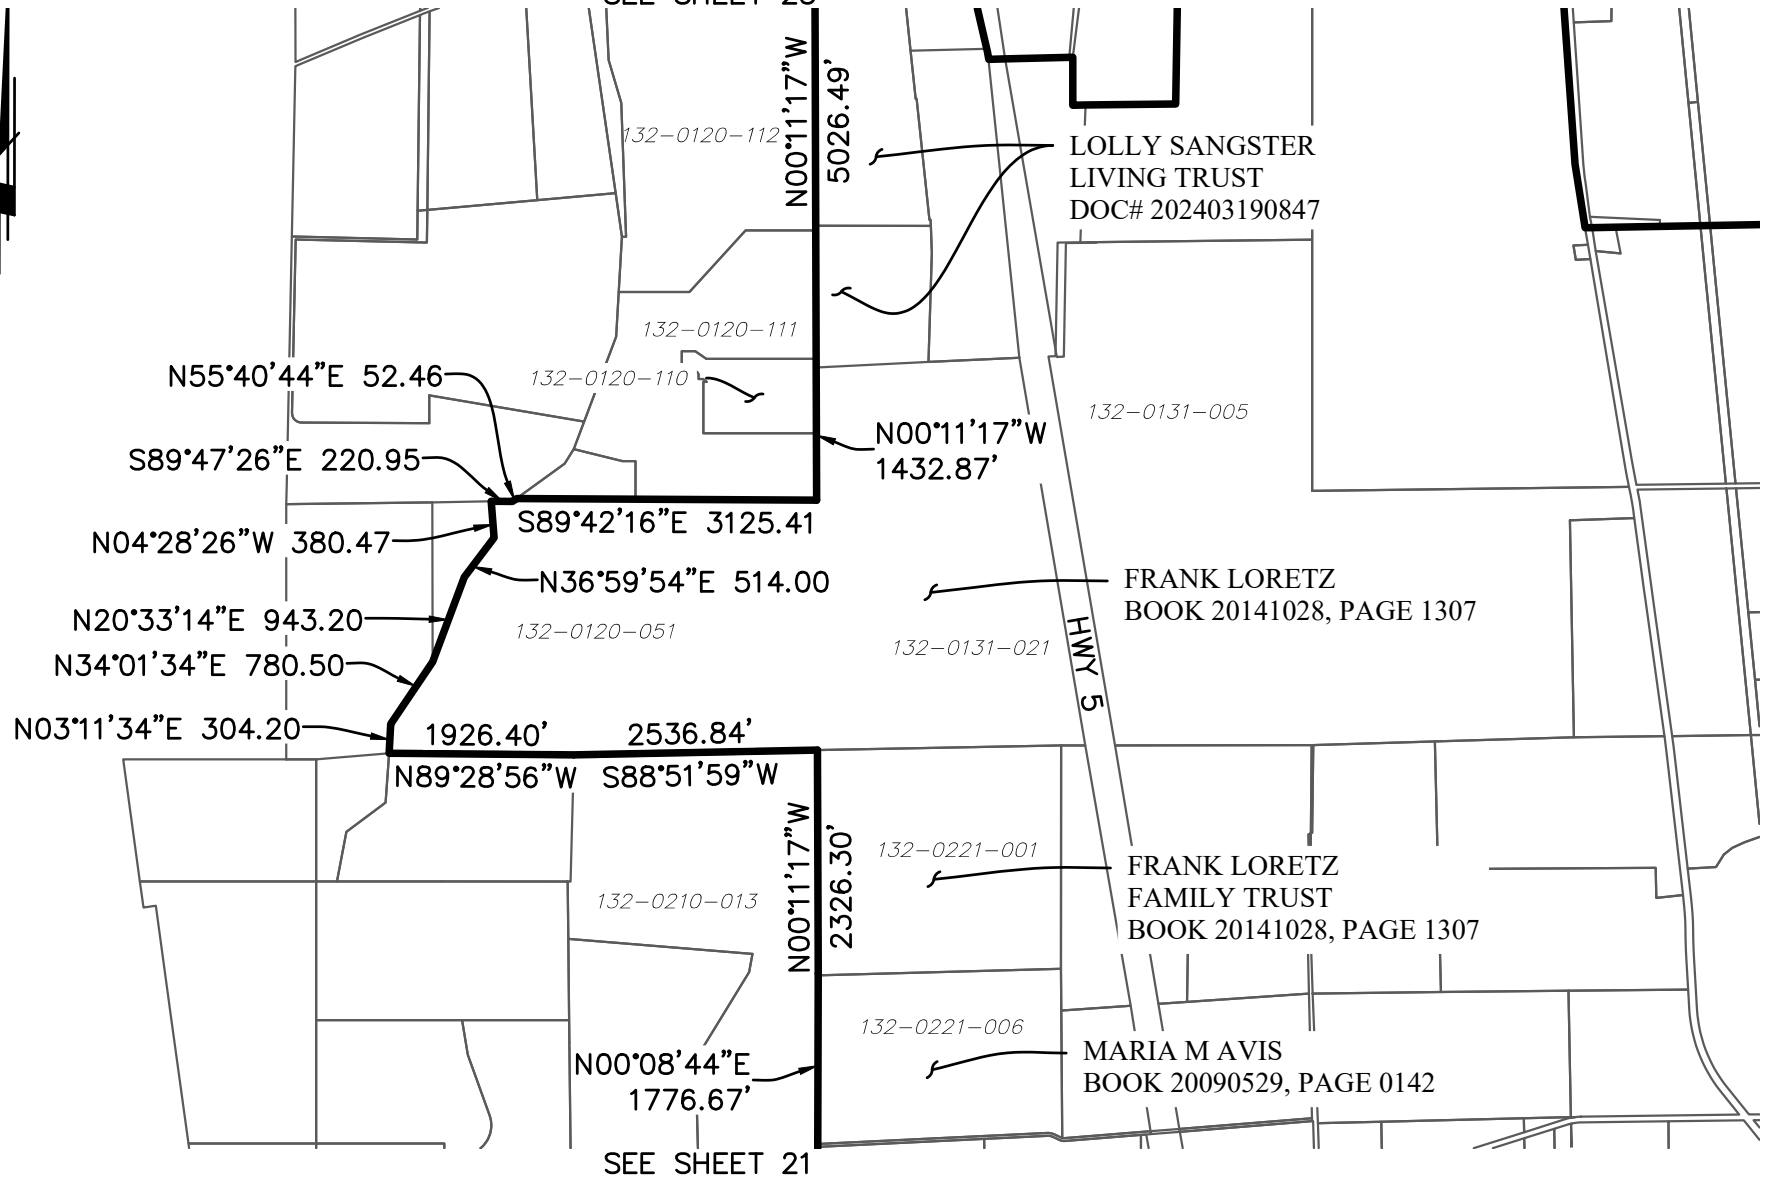 N00°11'17"W
5026.49'
132-0120-112
LOLLY SANGSTER
LIVING TRUST
DOC# 202403190847
132-0120-111
N55°40'44"E 52.46
132-0120-110
132-0131-005
N00°11'17"W
1432.87'
S89°47'26"E 220.95
S89°42'16"E 3125.41
N04°28'26"W 380.47
N36°59'54"E 514.00
FRANK LORETZ
BOOK 20141028, PAGE 1307
N20°33'14"E 943.20
132-0120-051
132-0131-021
HWY 5
N34°01'34"E 780.50
N03°11'34"E 304.20
1926.40'
2536.84'
N89°28'56"W
S88°51'59"W
N00°11'17"W
2326.30'
132-0221-001
FRANK LORETZ
FAMILY TRUST
BOOK 20141028, PAGE 1307
132-0210-013
132-0221-006
N00°08'44"E
1776.67'
MARIA M AVIS
BOOK 20090529, PAGE 0142
SEE SHEET 21